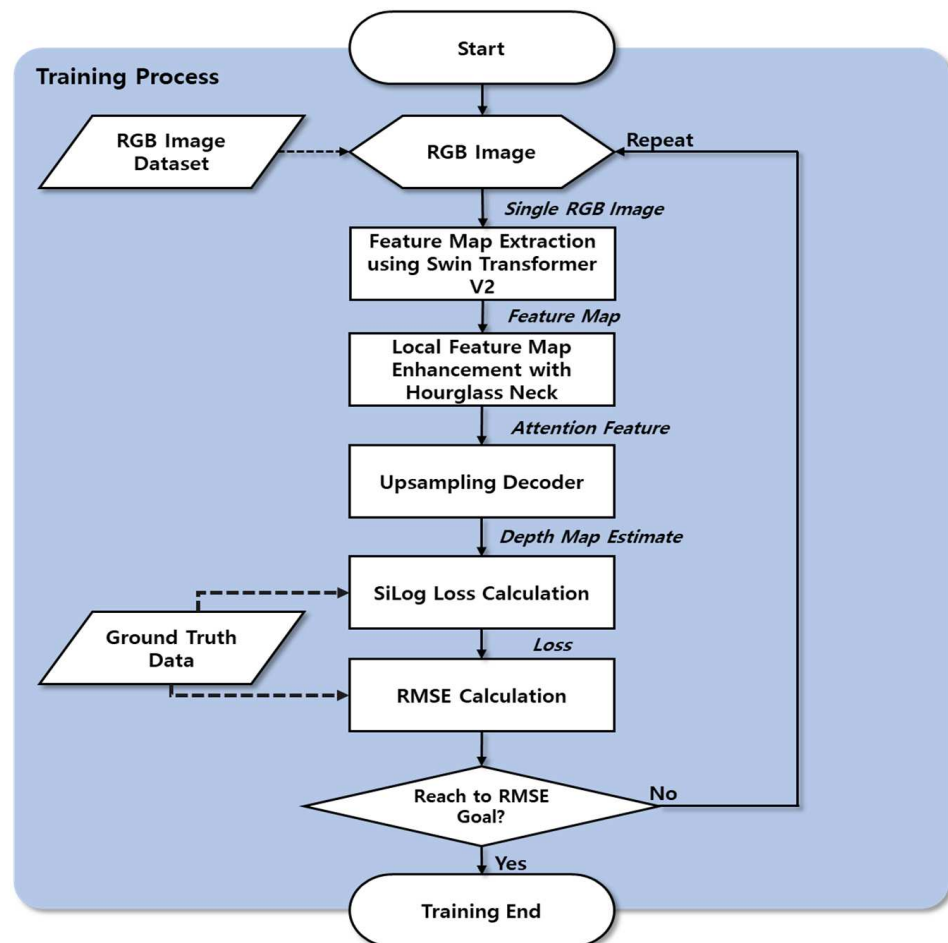 Start
Training Process
RGB Image
Dataset
RGB Image
Repeat
Single RGB Image
Feature Map Extraction
using Swin Transformer
V2
Feature Map
Local Feature Map
Enhancement with
Hourglass Neck
Attention Feature
Upsampling Decoder
Depth Map Estimate
SiLog Loss Calculation
Ground Truth
Data
Loss
RMSE Calculation
Reach to RMSE
Goal?
No
Yes
Training End